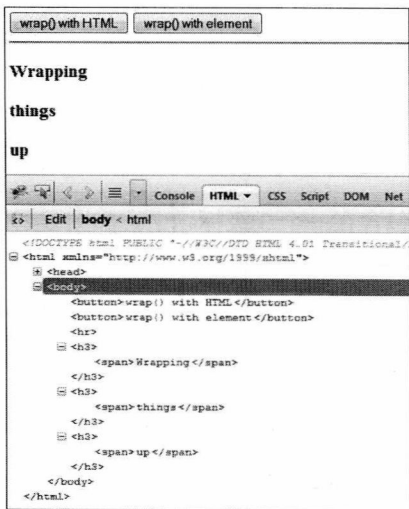 wrap() with HTML wrap() with element
Wrapping
things
up
Console HTML CSS Script DOM Net
Edit body < html
<!DOCTYPE html PUBLIC "-//W3C//DTD HTML 4.01 Transitional/
<html xmlns="http://www.w3.org/1999/xhtml">
<head>
<body>
<button>wrap() with HTML</button>
<button>wrap() with element</button>
<hr>
<h3>
<span>Wrapping</span>
</h3>
<h3>
<span>things</span>
</h3>
<h3>
<span>up</span>
</h3>
</body>
</html>